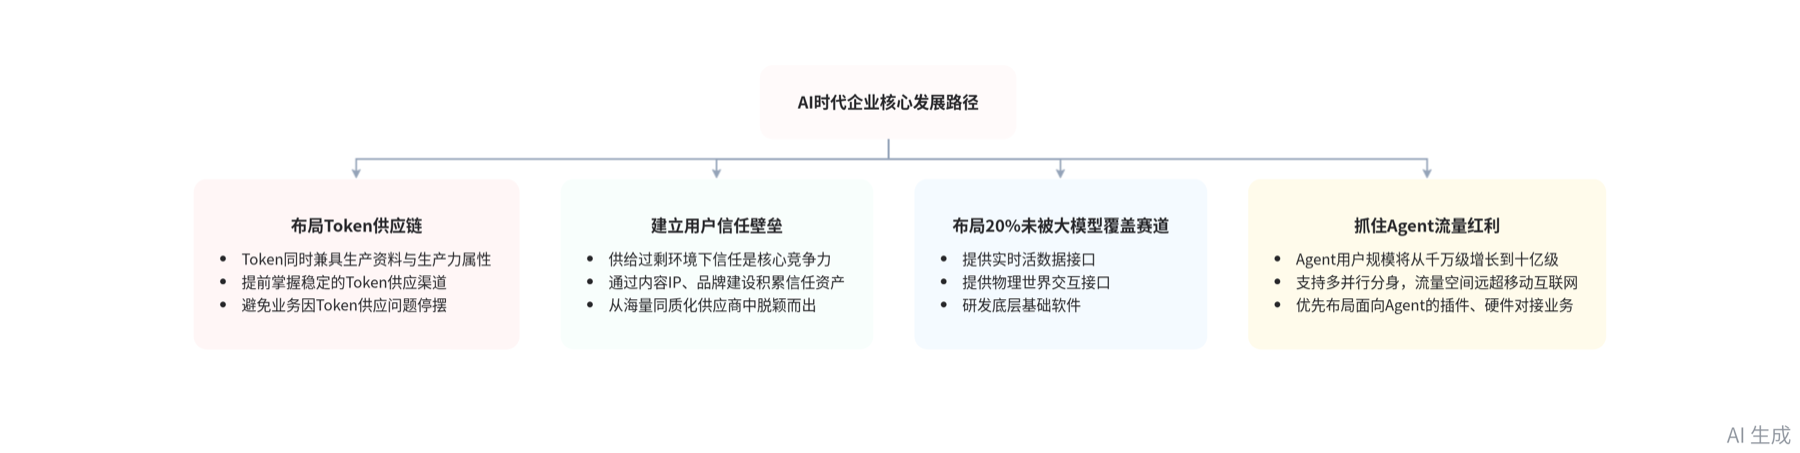 AI时代企业核心发展路径
布局Token供应链
Token同时兼具生产资料与生产力属性
提前掌握稳定的Token供应渠道
避免业务因Token供应问题停摆
建立用户信任壁垒
供给过剩环境下信任是核心竞争力
通过内容IP、品牌建设积累信任资产
从海量同质化供应商中脱颖而出
布局20%未被大模型覆盖赛道
提供实时活数据接口
提供物理世界交互接口
研发底层基础软件
抓住Agent流量红利
Agent用户规模将从千万级增长到十亿级
支持多并行分身，流量空间远超移动互联网
优先布局面向Agent的插件、硬件对接业务
AI 生成